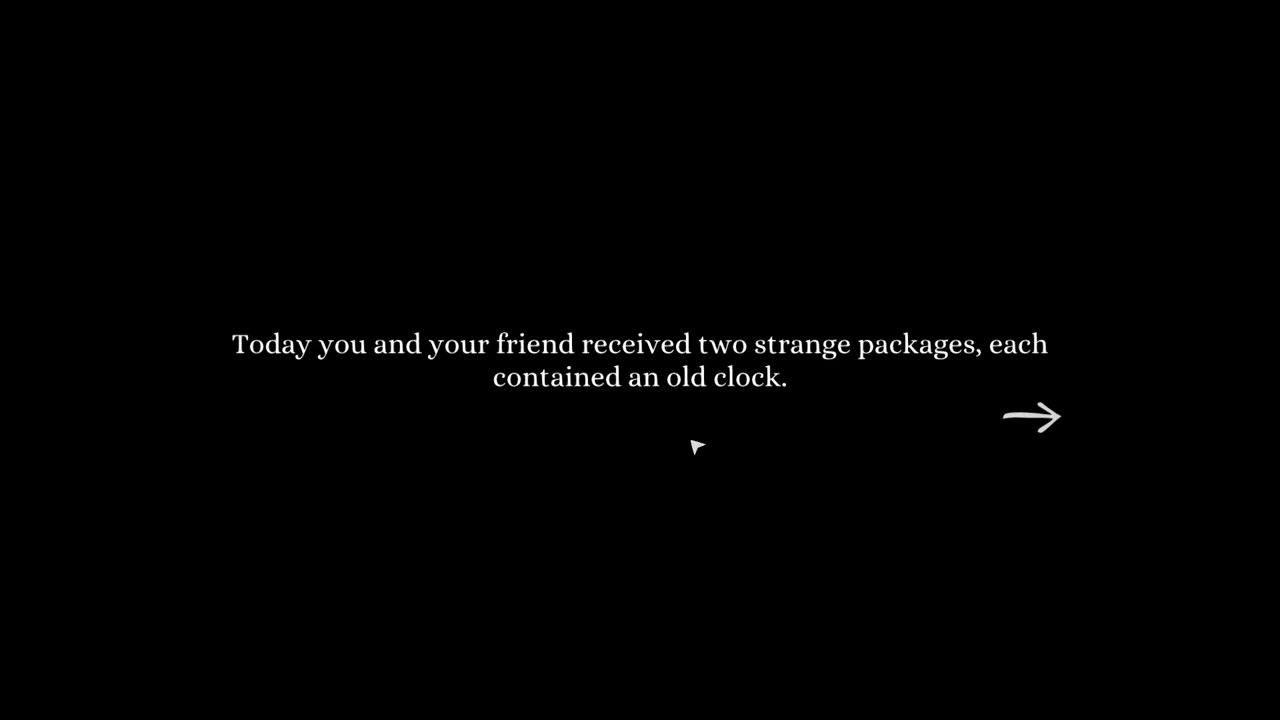 Today you and your friend received two strange packages, each
contained an old clock.